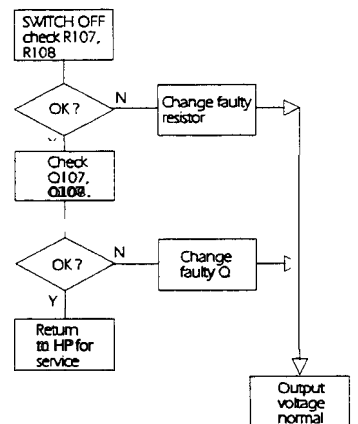 SWITCH OFF
check R107,
R108
OK?
N
Change faulty
resistor
Y
Check
Q107,
OK?
N
Change
faulty Q
Y
Return
to HP for
service
Output
voltage
normal